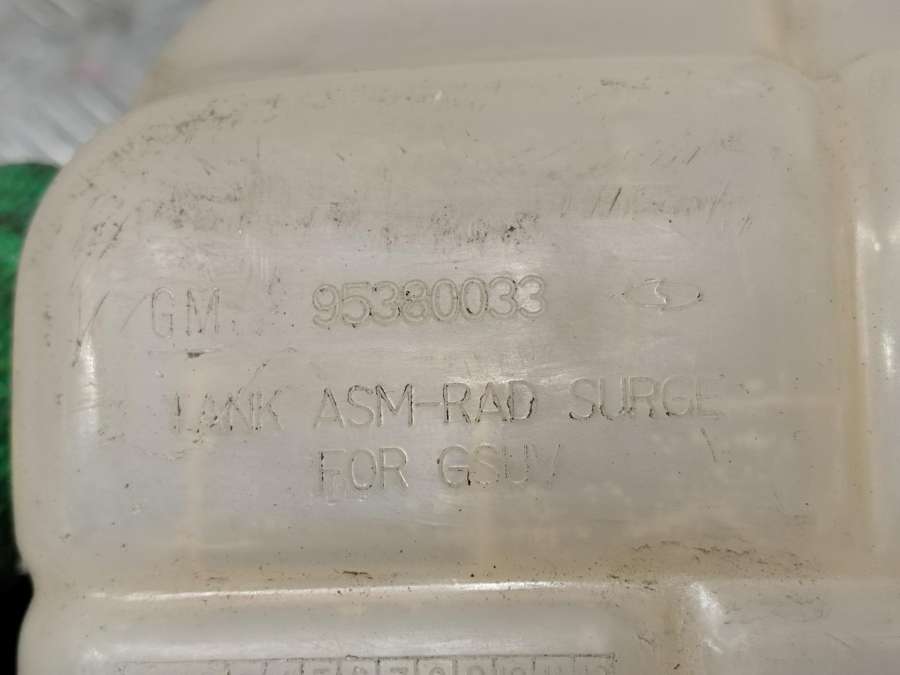 GM 95380033
TANK ASM-RAD SURGE
FOR GSUV